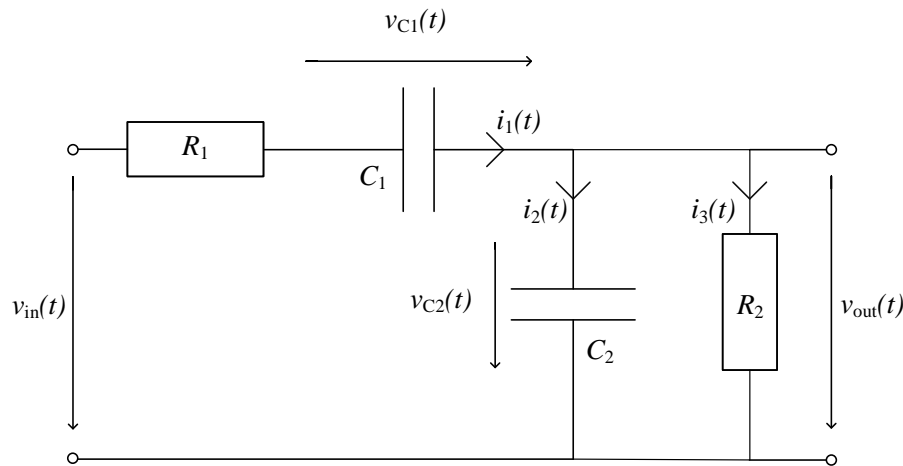 v_C1(t)
R_1
C_1
i_1(t)
i_2(t)
i_3(t)
v_in(t)
v_C2(t)
C_2
R_2
v_out(t)